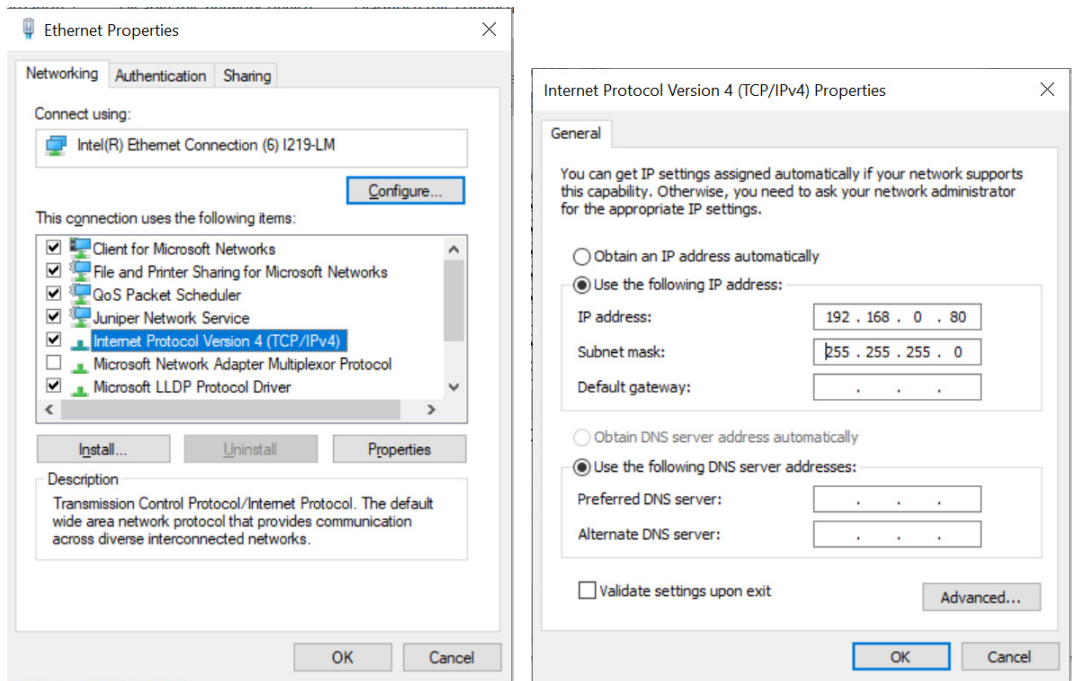 Ethernet Properties
Networking
Authentication
Sharing
Connect using:
Intel(R) Ethernet Connection (6) I219-LM
Configure...
This connection uses the following items:
Client for Microsoft Networks
File and Printer Sharing for Microsoft Networks
QoS Packet Scheduler
Juniper Network Service
Internet Protocol Version 4 (TCP/IPv4)
Microsoft Network Adapter Multiplexor Protocol
Microsoft LLDP Protocol Driver
Install...
Uninstall
Properties
Description
Transmission Control Protocol/Internet Protocol. The default
wide area network protocol that provides communication
across diverse interconnected networks.
OK
Cancel
Internet Protocol Version 4 (TCP/IPv4) Properties
General
You can get IP settings assigned automatically if your network supports
this capability. Otherwise, you need to ask your network administrator
for the appropriate IP settings.
Obtain an IP address automatically
Use the following IP address:
IP address: 192 . 168 . 0 . 80
Subnet mask: 255 . 255 . 255 . 0
Default gateway: . . .
Obtain DNS server address automatically
Use the following DNS server addresses:
Preferred DNS server: . . .
Alternate DNS server: . . .
Validate settings upon exit
Advanced...
OK
Cancel